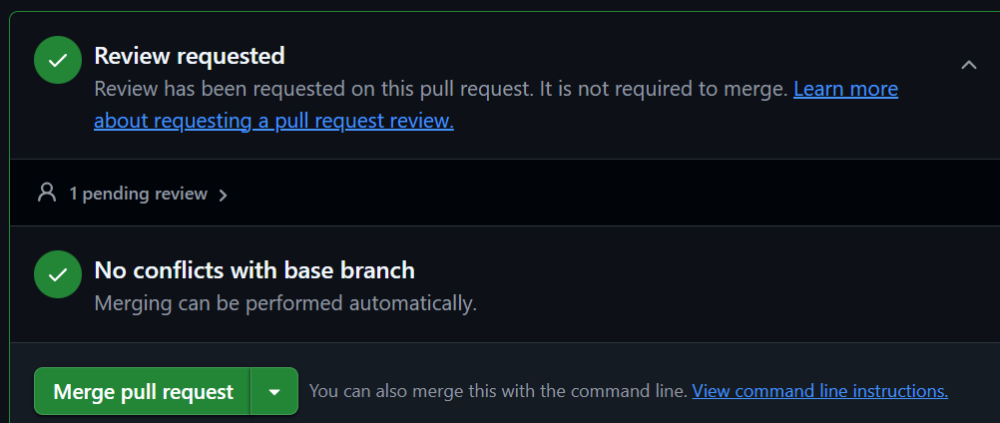 Review requested
Review has been requested on this pull request. It is not required to merge. Learn more
about requesting a pull request review.
1 pending review
No conflicts with base branch
Merging can be performed automatically.
Merge pull request
You can also merge this with the command line. View command line instructions.